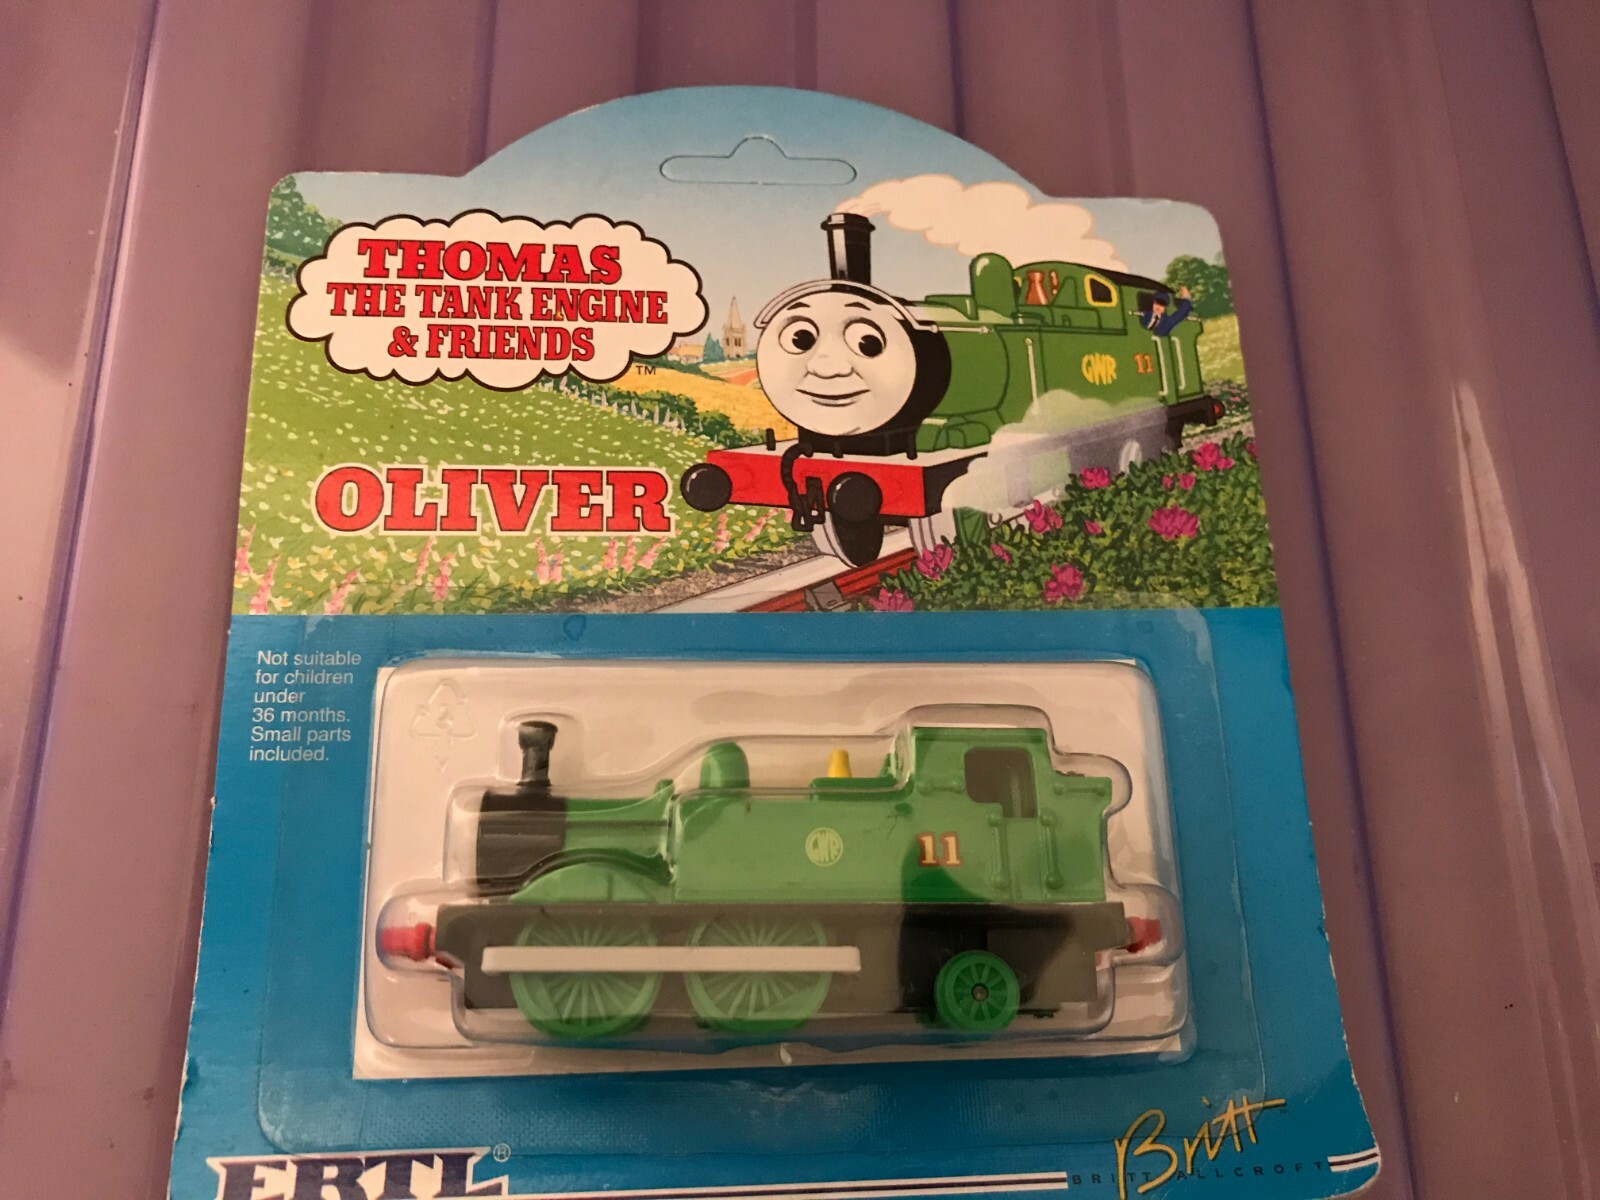 THOMAS
THE TANK ENGINE
& FRIENDS
TM
GWR 11
OLIVER
Not suitable
for children
under
36 months.
Small parts
included.
GWR 11
ERTL®
Britt
BRITT ALLCROFT